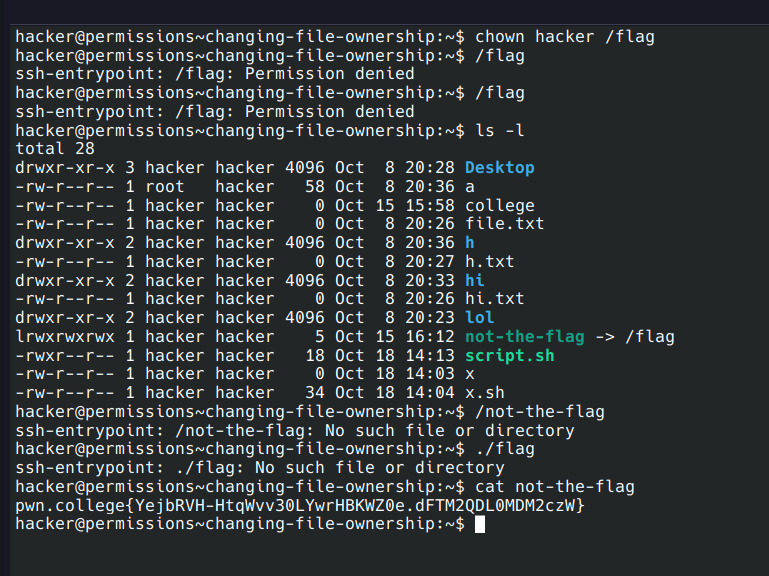 hacker@permissions~changing-file-ownership:~$ chown hacker /flag
hacker@permissions~changing-file-ownership:~$ /flag
ssh-entrypoint: /flag: Permission denied
hacker@permissions~changing-file-ownership:~$ /flag
ssh-entrypoint: /flag: Permission denied
hacker@permissions~changing-file-ownership:~$ ls -l
total 28
drwxr-xr-x 3 hacker hacker 4096 Oct  8 20:28 Desktop
-rw-r--r-- 1 root   hacker   58 Oct  8 20:36 a
-rw-r--r-- 1 hacker hacker    0 Oct 15 15:58 college
-rw-r--r-- 1 hacker hacker    0 Oct  8 20:26 file.txt
drwxr-xr-x 2 hacker hacker 4096 Oct  8 20:36 h
-rw-r--r-- 1 hacker hacker    0 Oct  8 20:27 h.txt
drwxr-xr-x 2 hacker hacker 4096 Oct  8 20:33 hi
-rw-r--r-- 1 hacker hacker    0 Oct  8 20:26 hi.txt
drwxr-xr-x 2 hacker hacker 4096 Oct  8 20:23 lol
lrwxrwxrwx 1 hacker hacker    5 Oct 15 16:12 not-the-flag -> /flag
-rwxr--r-- 1 hacker hacker   18 Oct 18 14:13 script.sh
-rw-r--r-- 1 hacker hacker    0 Oct 18 14:03 x
-rw-r--r-- 1 hacker hacker   34 Oct 18 14:04 x.sh
hacker@permissions~changing-file-ownership:~$ /not-the-flag
ssh-entrypoint: /not-the-flag: No such file or directory
hacker@permissions~changing-file-ownership:~$ ./flag
ssh-entrypoint: ./flag: No such file or directory
hacker@permissions~changing-file-ownership:~$ cat not-the-flag
pwn.college{YejbRVH-HtqWvv30LYwrHBKWZ0e.dFTM2QDL0MDM2czW}
hacker@permissions~changing-file-ownership:~$